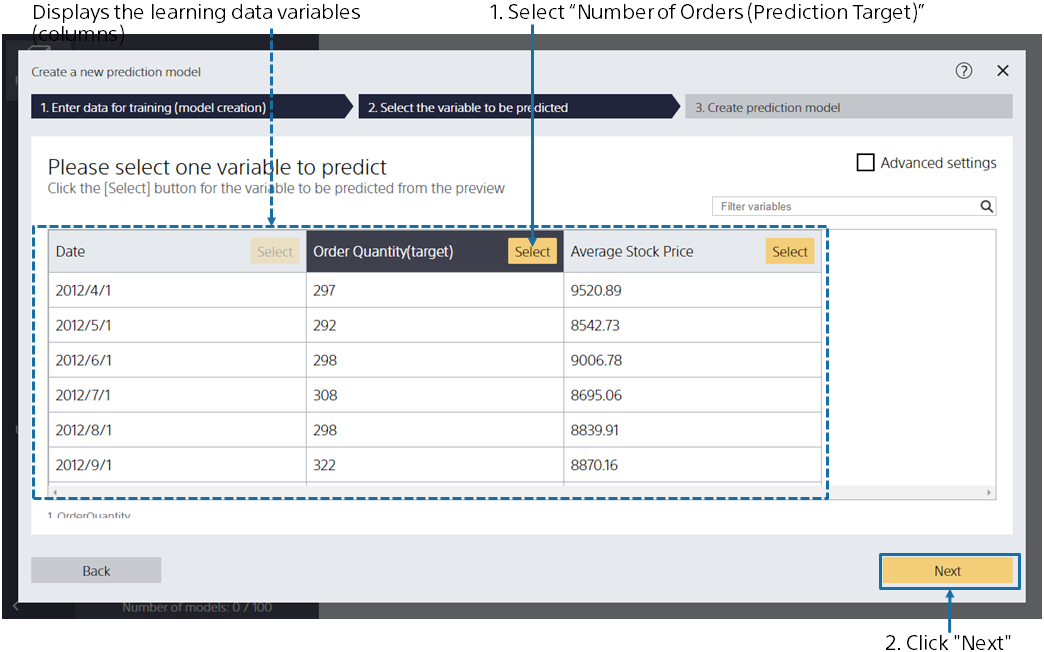 Displays the learning data variables
(columns)
1. Select “Number of Orders (Prediction Target)”
Create a new prediction model
1. Enter data for training (model creation)
2. Select the variable to be predicted
3. Create prediction model
Please select one variable to predict
Click the [Select] button for the variable to be predicted from the preview
Advanced settings
Filter variables
Date Select Order Quantity(target) Select Average Stock Price Select
2012/4/1 297 9520.89
2012/5/1 292 8542.73
2012/6/1 298 9006.78
2012/7/1 308 8695.06
2012/8/1 298 8839.91
2012/9/1 322 8870.16
1. OrderQuantity
Back
Next
Number of models: 0 / 100
2. Click "Next"